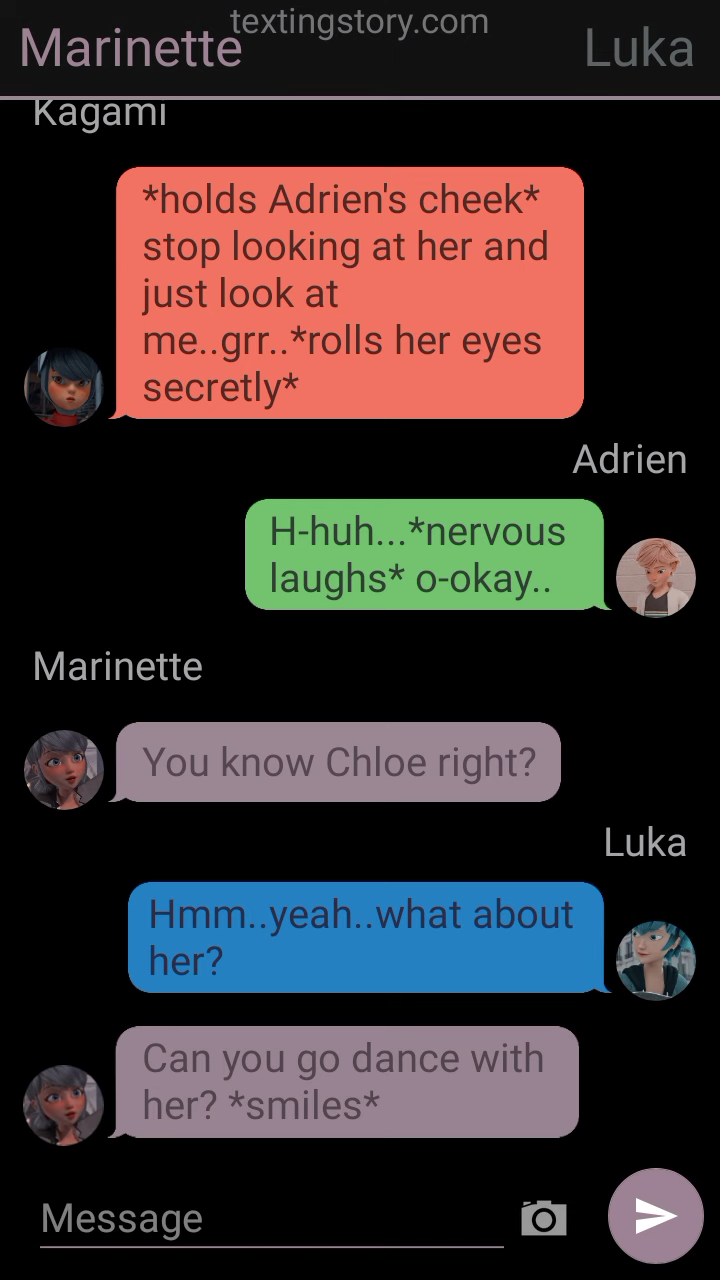 textingstory.com
Marinette
Luka
Kagami
*holds Adrien's cheek*
stop looking at her and
just look at
me..grr..*rolls her eyes
secretly*
Adrien
H-huh...*nervous
laughs* o-okay..
Marinette
You know Chloe right?
Luka
Hmm..yeah..what about
her?
Can you go dance with
her? *smiles*
Message